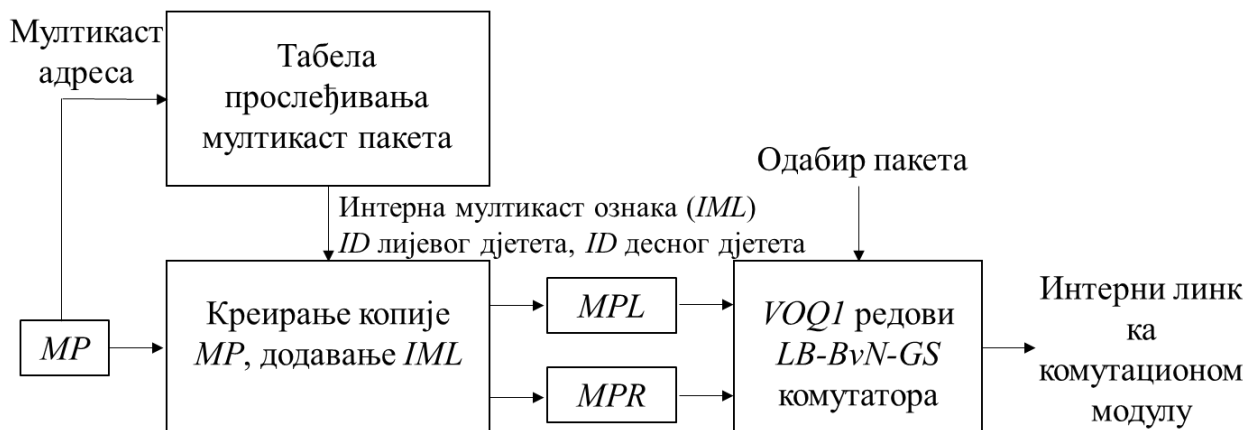 Мултикаст
адреса
Табела
прослеђивања
мултикаст пакета
Одабир пакета
Интерна мултикаст ознака (IML)
ID лијевог дјетета, ID десног дјетета
MP
Креирање копије
MP, додавање IML
MPL
MPR
VOQ1 редови
LB-BvN-GS
комутатора
Интерни линк
ка
комутационом
модулу